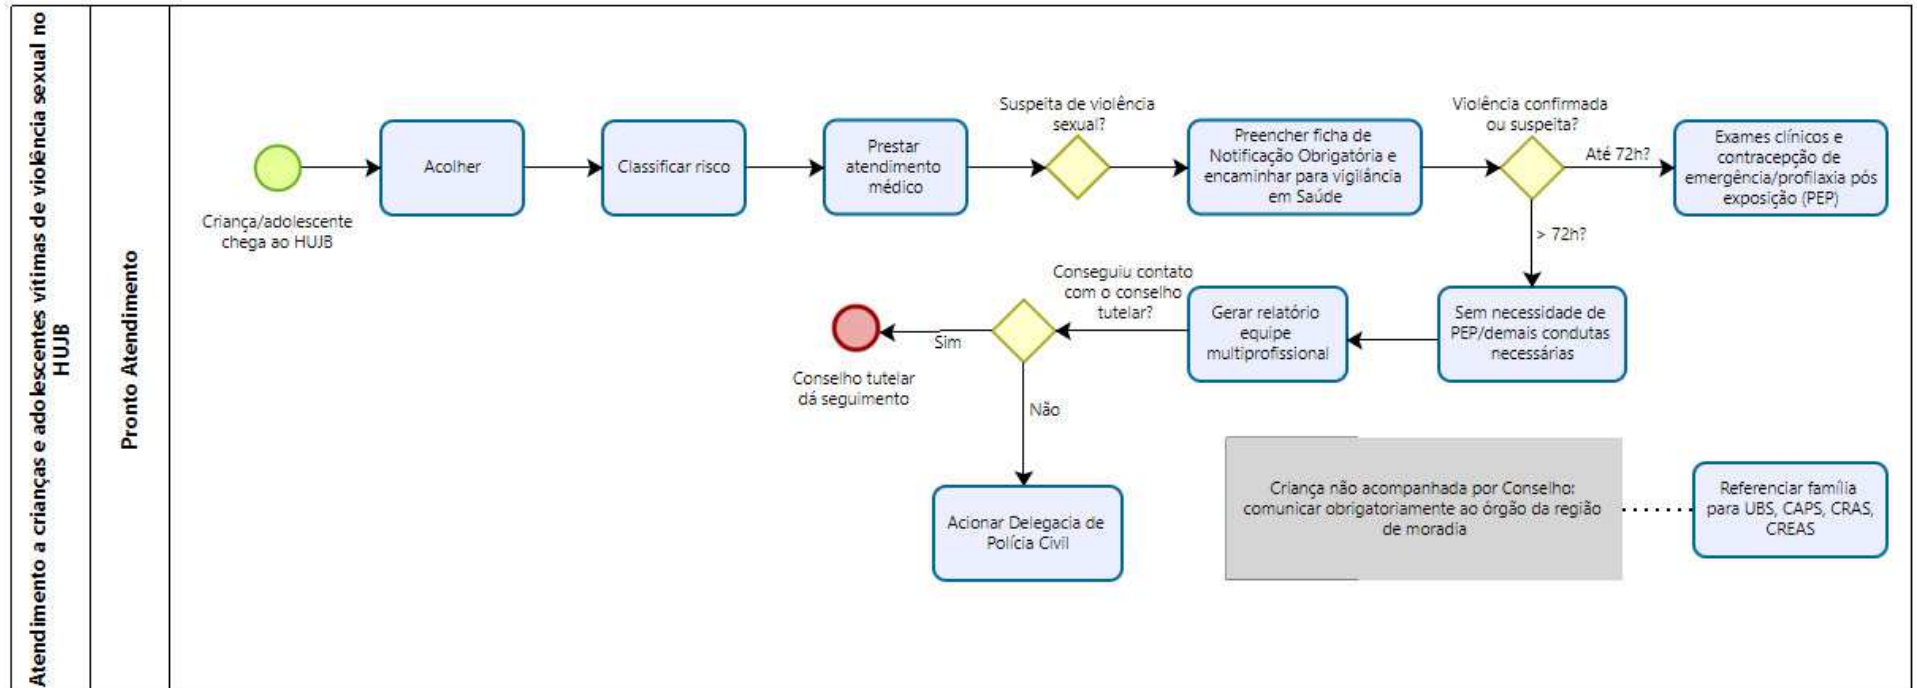 Atendimento a crianças e adolescentes vítimas de violência sexual no
HUJB
Pronto Atendimento
Criança/adolescente
chega ao HUJB
Acolher
Classificar risco
Prestar
atendimento
médico
Suspeita de violência
sexual?
Preencher ficha de
Notificação Obrigatória e
encaminhar para vigilância
em Saúde
Violência confirmada
ou suspeita?
Até 72h?
Exames clínicos e
contracepção de
emergência/profilaxia pós
exposição (PEP)
> 72h?
Sem necessidade de
PEP/demais condutas
necessárias
Gerar relatório
equipe
multiprofissional
Conseguiu contato
com o conselho
tutelar?
Sim
Conselho tutelar
dá seguimento
Não
Acionar Delegacia de
Polícia Civil
Criança não acompanhada por Conselho:
comunicar obrigatoriamente ao órgão da região
de moradia
Referenciar família
para UBS, CAPS, CRAS,
CREAS